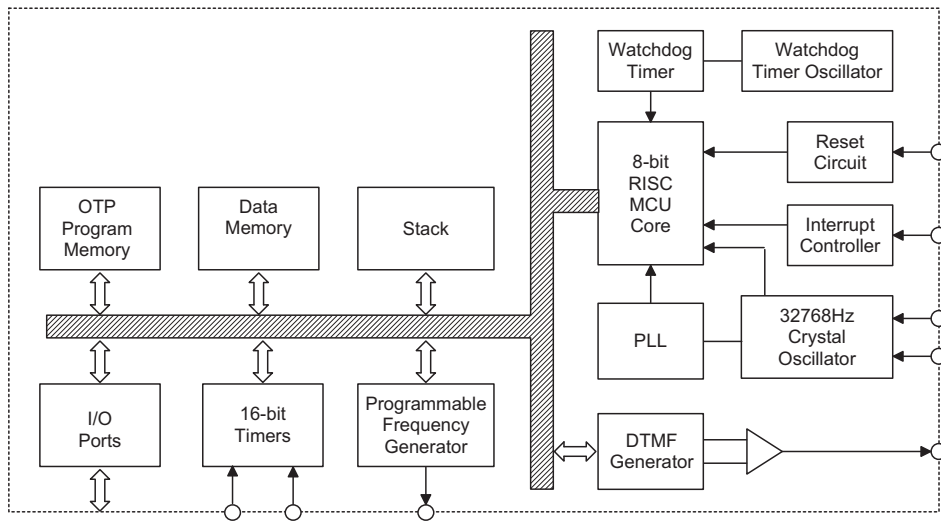 Watchdog
Timer
Watchdog
Timer Oscillator
8-bit
RISC
MCU
Core
Reset
Circuit
Interrupt
Controller
OTP
Program
Memory
Data
Memory
Stack
PLL
32768Hz
Crystal
Oscillator
I/O
Ports
16-bit
Timers
Programmable
Frequency
Generator
DTMF
Generator